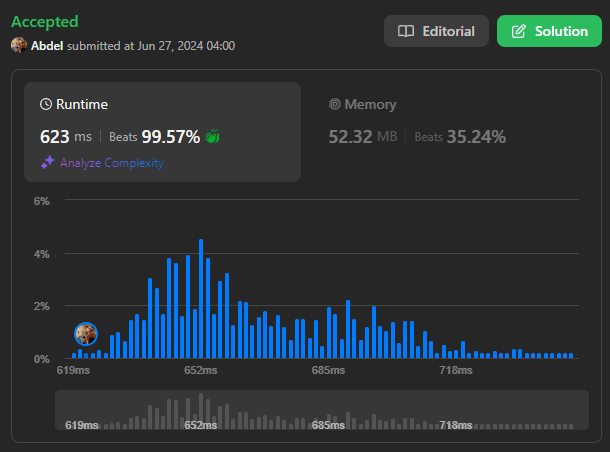 Accepted
Abdel submitted at Jun 27, 2024 04:00
Editorial
Solution
Runtime
623 ms | Beats 99.57%
Analyze Complexity
Memory
52.32 MB | Beats 35.24%
6%
4%
2%
0%
619ms 652ms 685ms 718ms
619ms 652ms 685ms 718ms